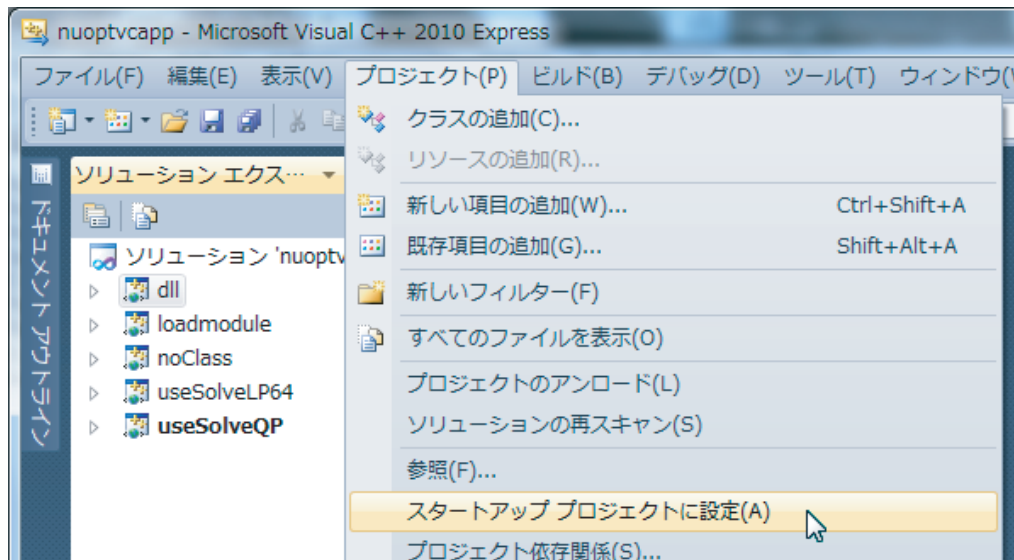 nuoptvcapp - Microsoft Visual C++ 2010 Express
ファイル(F) 編集(E) 表示(V) プロジェクト(P) ビルド(B) デバッグ(D) ツール(T) ウィンドウ(
クラスの追加(C)...
リソースの追加(R)...
新しい項目の追加(W)... Ctrl+Shift+A
既存項目の追加(G)... Shift+Alt+A
新しいフィルター(F)
すべてのファイルを表示(O)
プロジェクトのアンロード(L)
ソリューションの再スキャン(S)
参照(F)...
スタートアップ プロジェクトに設定(A)
プロジェクト依存関係(S)...
ドキュメント アウトライン
ソリューション エクス…
ソリューション 'nuoptv
dll
loadmodule
noClass
useSolveLP64
useSolveQP